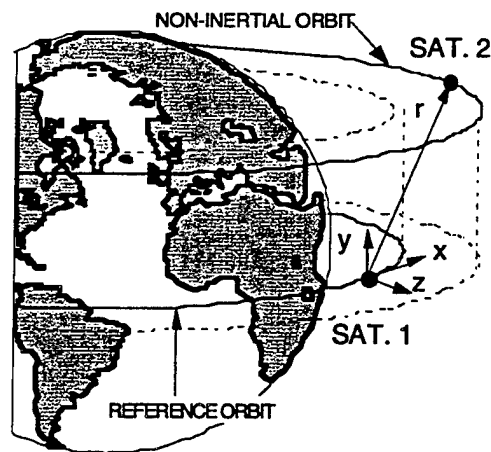 NON-INERTIAL ORBIT
SAT. 2
r
y
x
z
SAT. 1
REFERENCE ORBIT